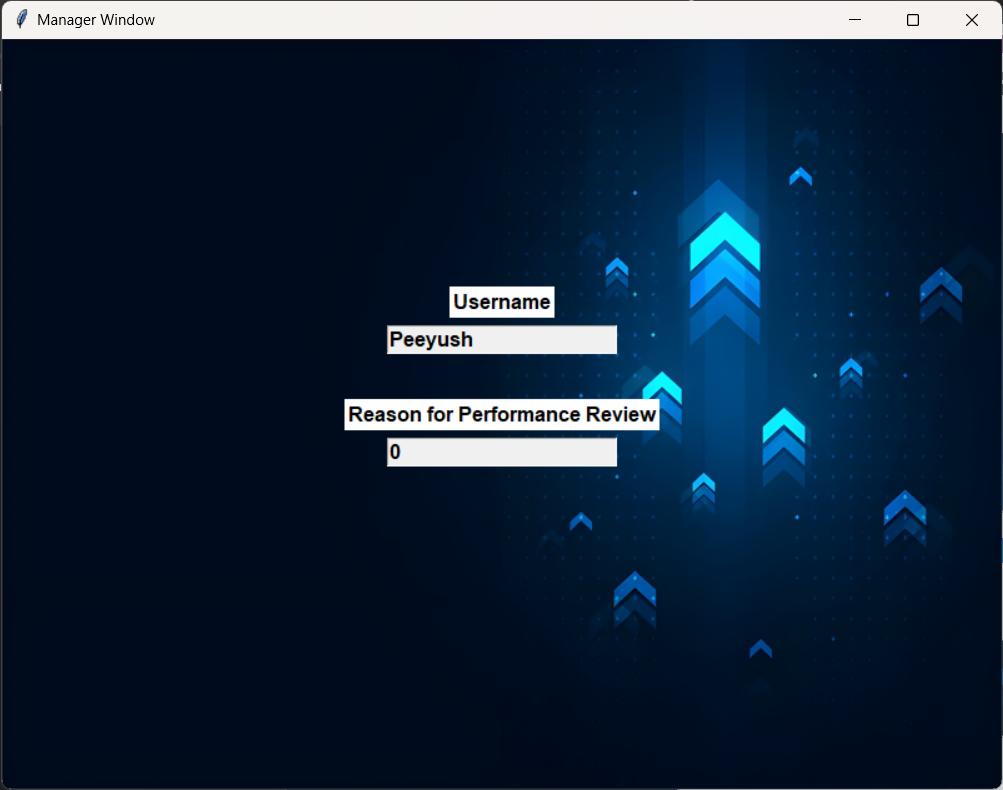 Manager Window
Username
Peeyush
Reason for Performance Review
0